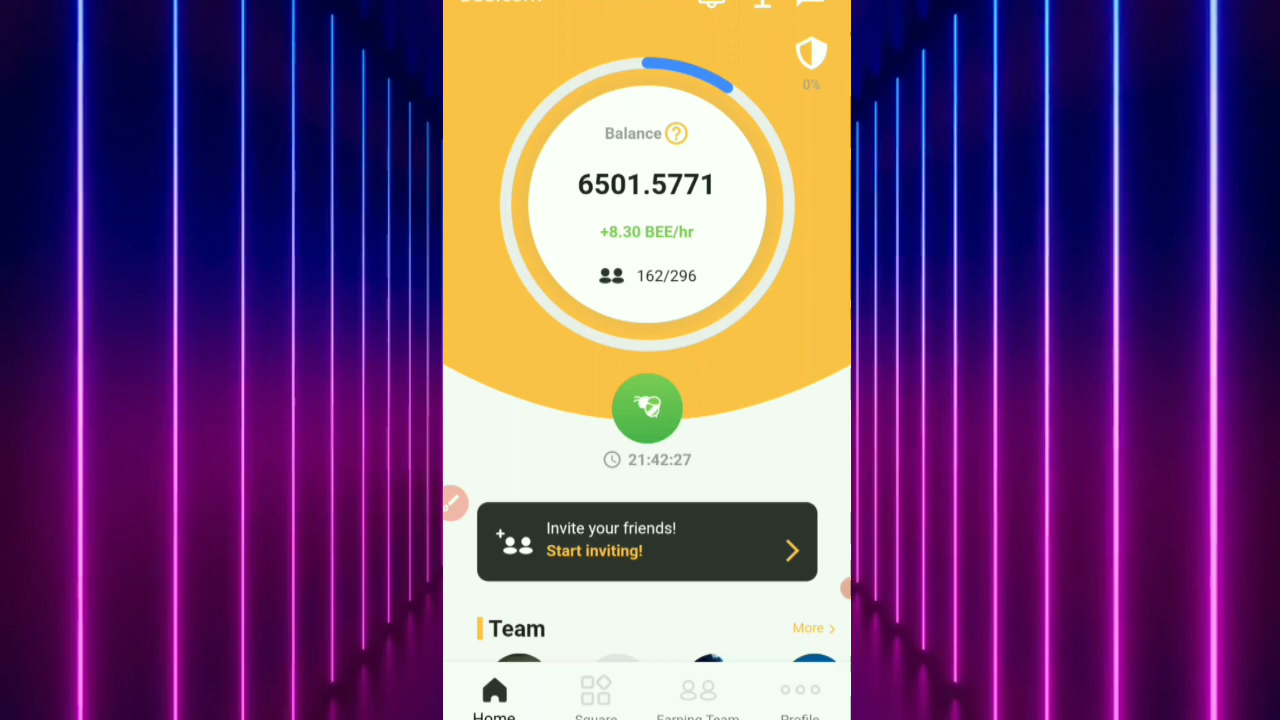 0%
Balance ?
6501.5771
+8.30 BEE/hr
162/296
21:42:27
Invite your friends!
Start inviting!
Team
More >
Home
Square
Earning Team
Profile